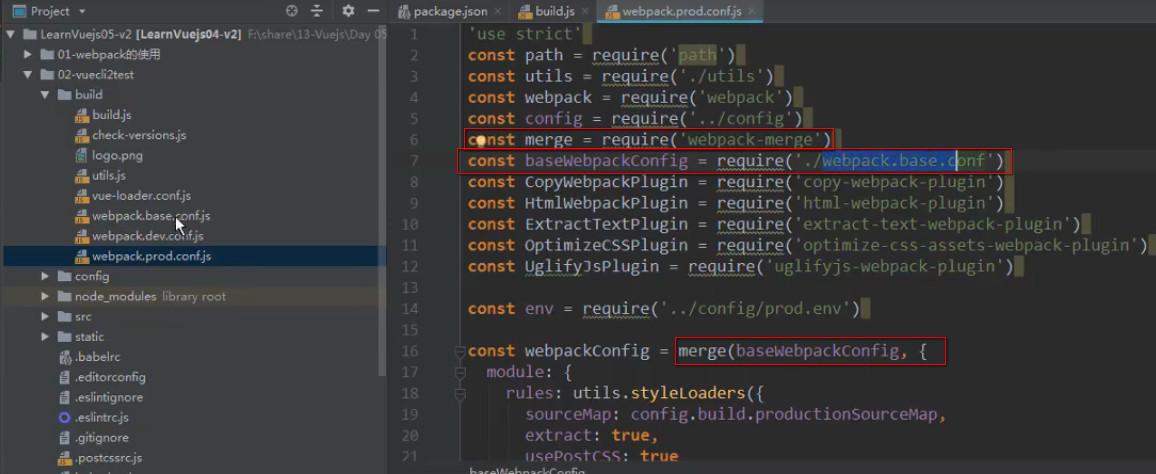 Project
LearnVuejs05-v2 [LearnVuejs04-v2] F:\share\13-Vuejs\Day 05
01-webpack的使用
02-vuecli2test
build
build.js
check-versions.js
logo.png
utils.js
vue-loader.conf.js
webpack.base.conf.js
webpack.dev.conf.js
webpack.prod.conf.js
config
node_modules library root
src
static
.babelrc
.editorconfig
.eslintignore
.eslintrc.js
.gitignore
.postcssrc.js
package.json
build.js
webpack.prod.conf.js
1 'use strict'
2 const path = require('path')
3 const utils = require('./utils')
4 const webpack = require('webpack')
5 const config = require('../config')
6 const merge = require('webpack-merge')
7 const baseWebpackConfig = require('./webpack.base.conf')
8 const CopyWebpackPlugin = require('copy-webpack-plugin')
9 const HtmlWebpackPlugin = require('html-webpack-plugin')
10 const ExtractTextPlugin = require('extract-text-webpack-plugin')
11 const OptimizeCSSPlugin = require('optimize-css-assets-webpack-plugin')
12 const UglifyJsPlugin = require('uglifyjs-webpack-plugin')
13
14 const env = require('../config/prod.env')
15
16 const webpackConfig = merge(baseWebpackConfig, {
17 module: {
18 rules: utils.styleLoaders({
19 sourceMap: config.build.productionSourceMap,
20 extract: true,
21 usePostCSS: true
baseWebpackConfig